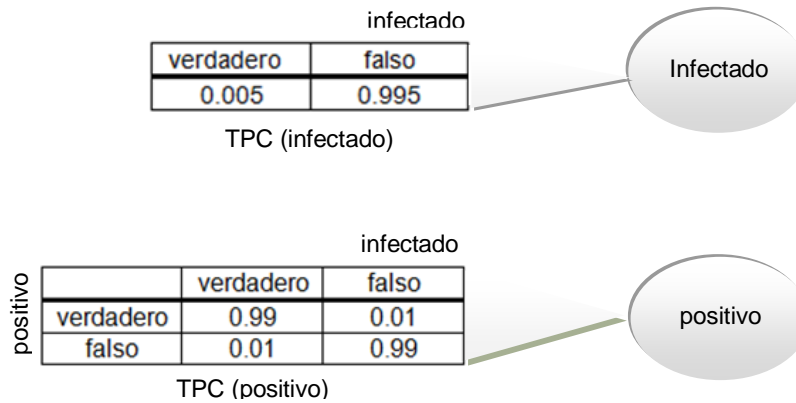 infectado
verdadero falso
0.005 0.995
TPC (infectado)
Infectado
infectado
positivo
verdadero falso
verdadero 0.99 0.01
falso 0.01 0.99
TPC (positivo)
positivo